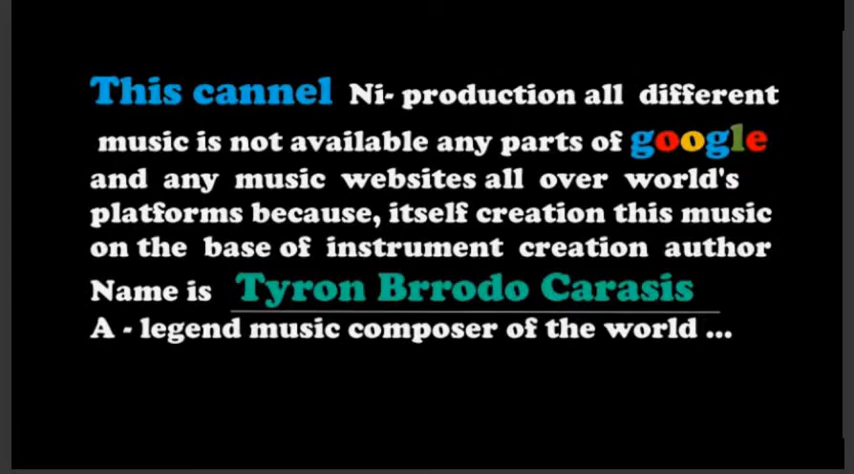 This cannel Ni- production all different
music is not available any parts of google
and any music websites all over world's
platforms because, itself creation this music
on the base of instrument creation author
Name is Tyron Brrodo Carasis
A - legend music composer of the world ...